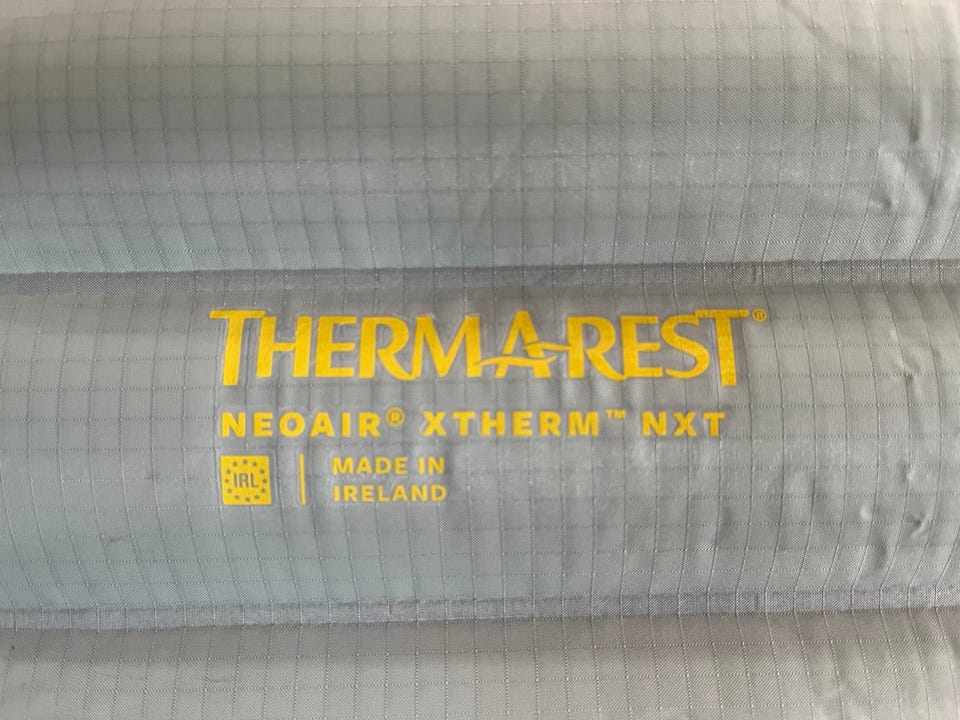 THERMAREST®
NEOAIR® XTHERM™ NXT
IRL
MADE IN
IRELAND